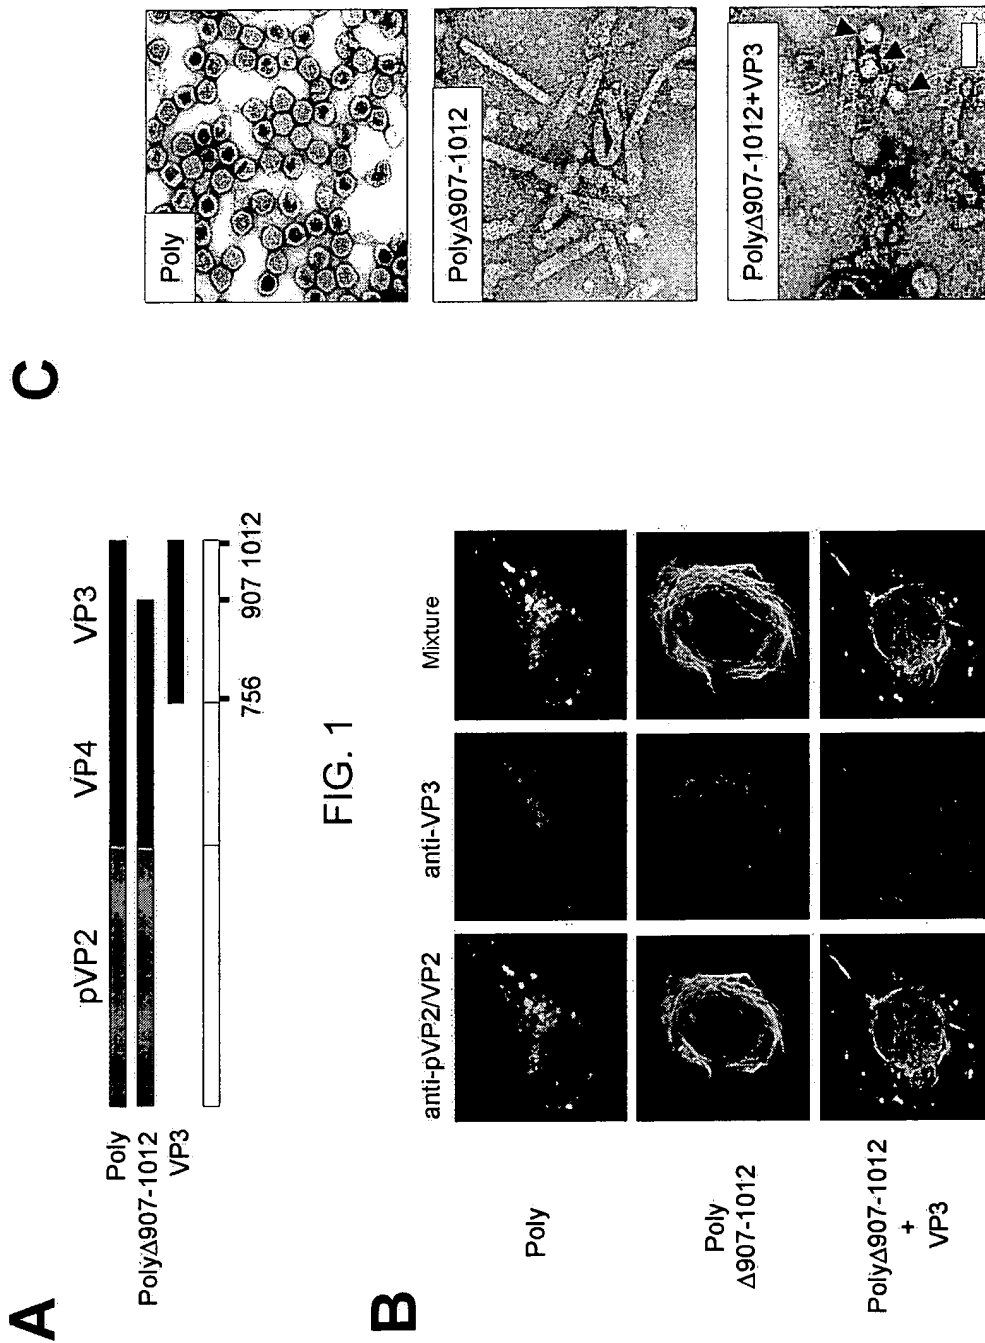 A
pVP2 VP4 VP3
Poly
PolyΔ907-1012
VP3
756 907 1012
FIG. 1
B
anti-pVP2/VP2 anti-VP3 Mixture
Poly
Poly
Δ907-1012
PolyΔ907-1012
+
VP3
C
Poly
PolyΔ907-1012
PolyΔ907-1012+VP3